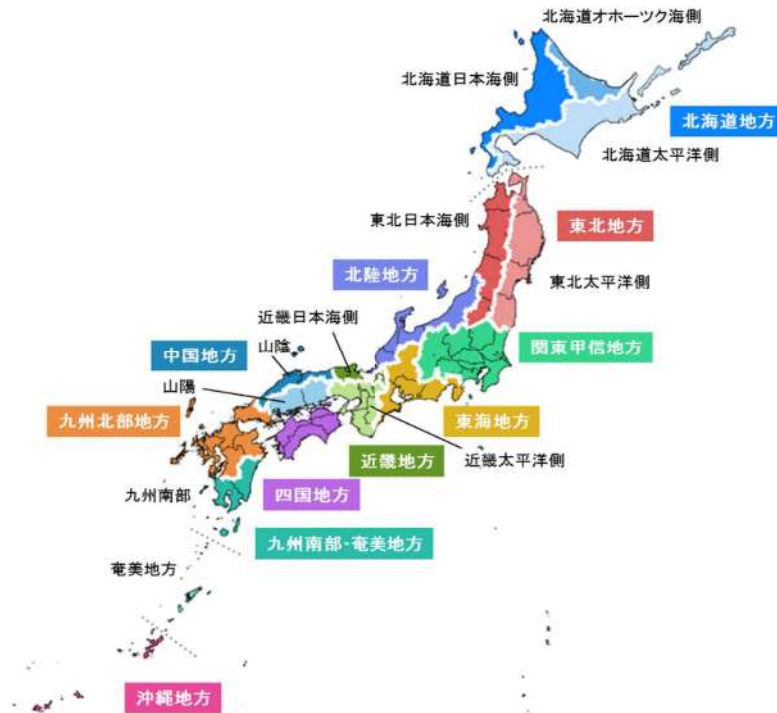 北海道オホーツク海側
北海道日本海側
北海道地方
北海道太平洋側
東北日本海側
東北地方
北陸地方
東北太平洋側
近畿日本海側
中国地方
山陰
関東甲信地方
山陽
九州北部地方
東海地方
近畿地方
近畿太平洋側
九州南部
四国地方
九州南部・奄美地方
奄美地方
沖縄地方